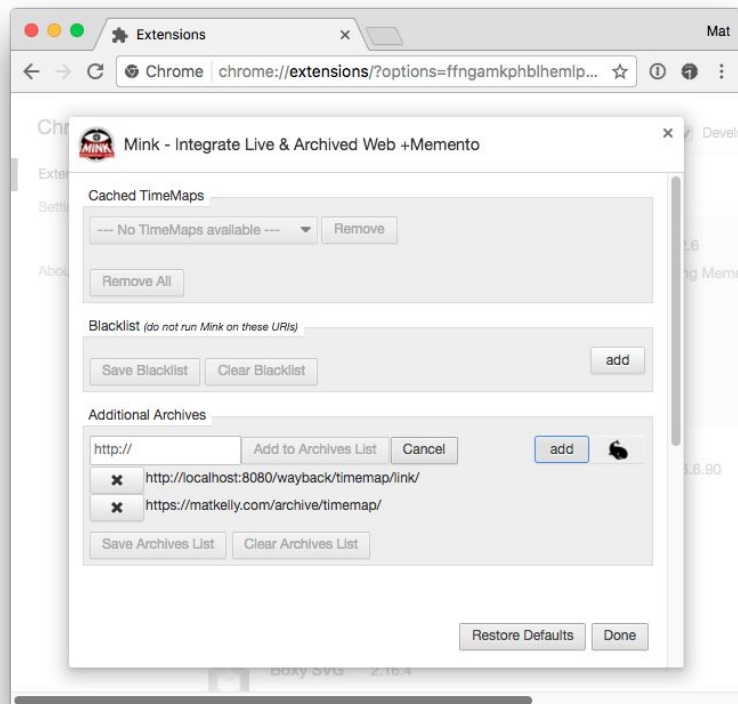 Extensions
Mat
Chrome chrome://extensions/?options=ffngamkphblhemlp...
MINK Mink - Integrate Live & Archived Web +Memento
Cached TimeMaps
--- No TimeMaps available --- Remove
Remove All
Blacklist (do not run Mink on these URIs)
add
Save Blacklist Clear Blacklist
Additional Archives
http:// Add to Archives List Cancel add
http://localhost:8080/wayback/timemap/link/
https://matkelly.com/archive/timemap/
Save Archives List Clear Archives List
Restore Defaults Done
Boxy SVG 2.16.4